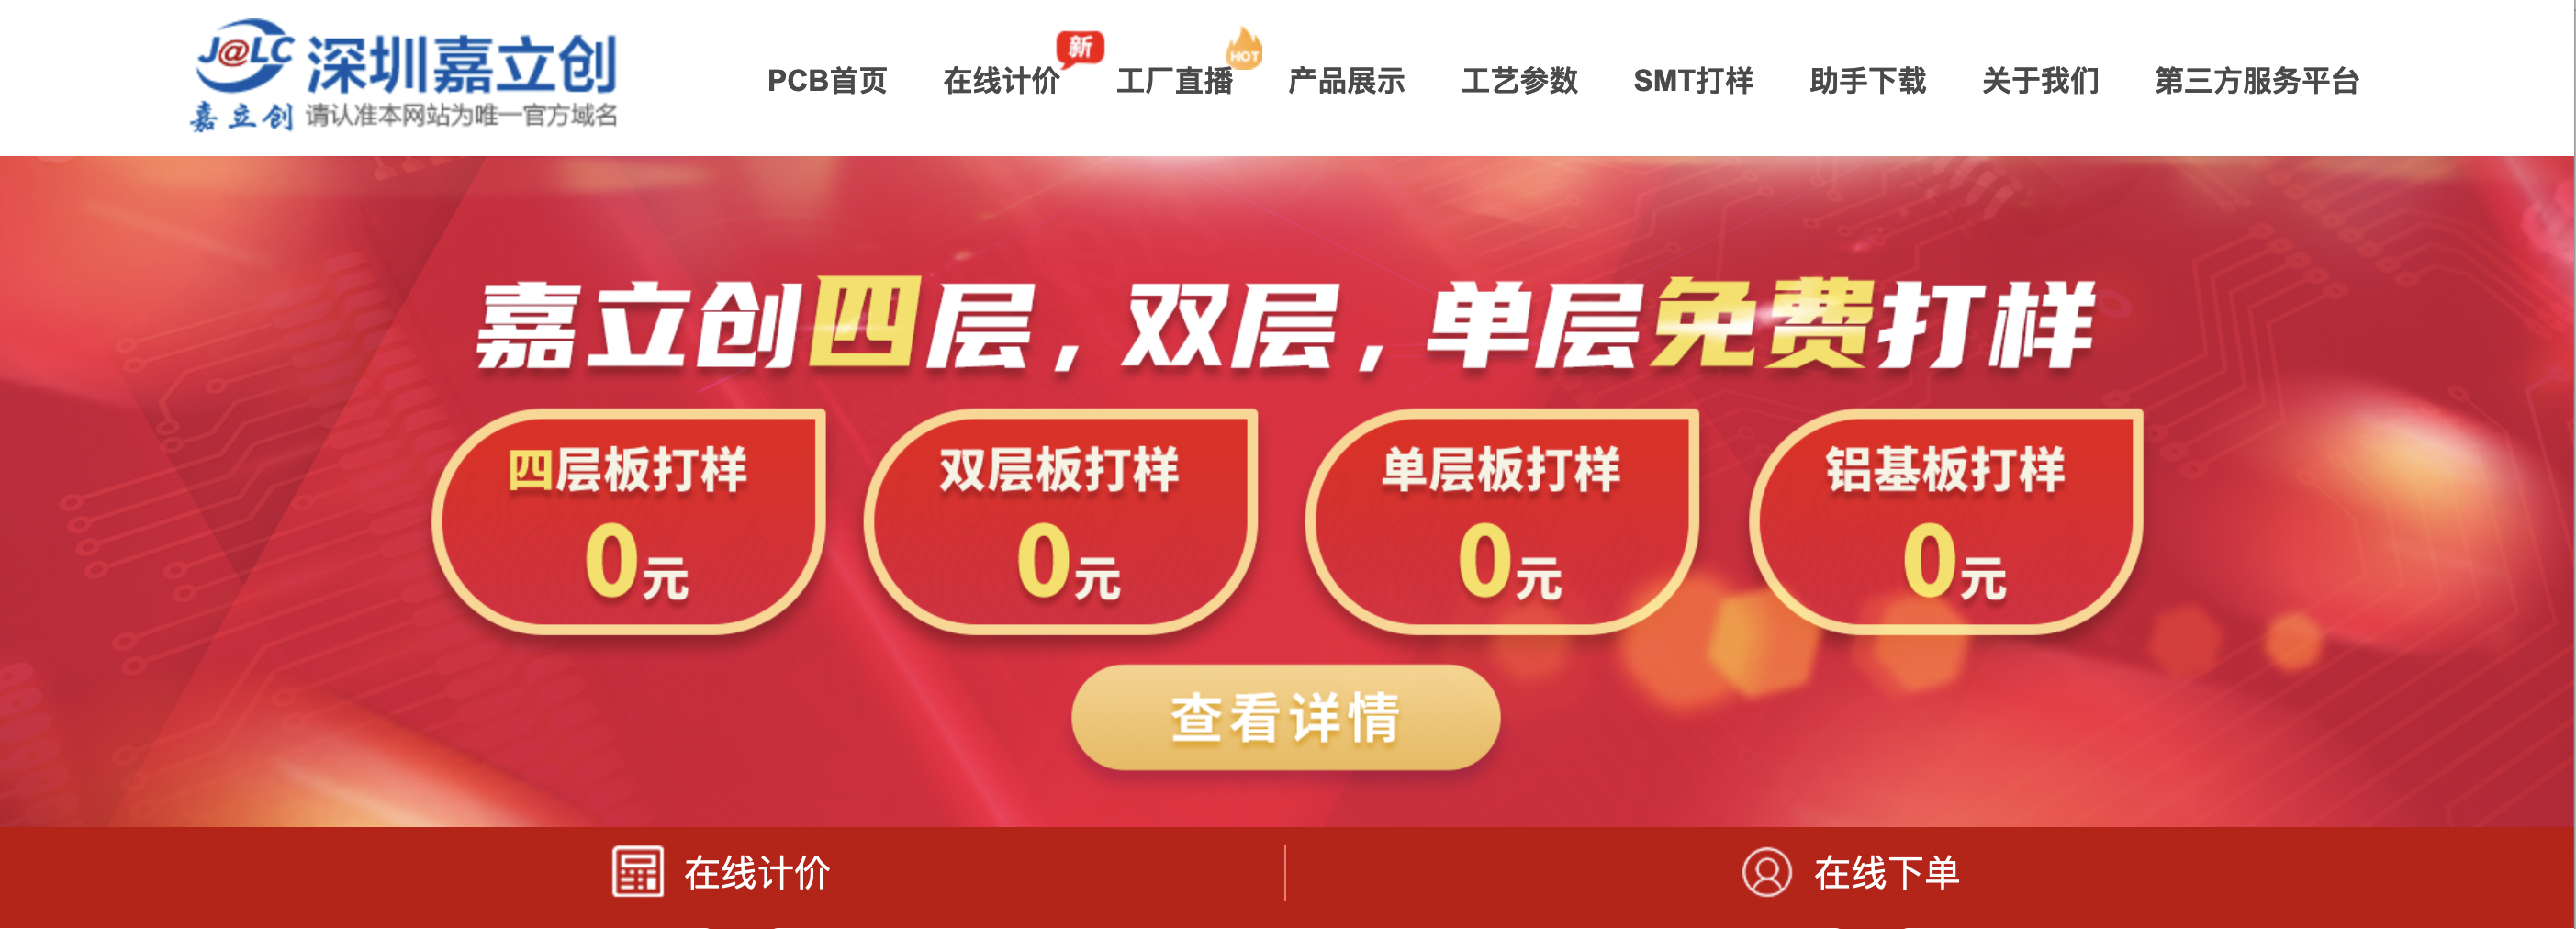 J@LC 深圳嘉立创
嘉立创 请认准本网站为唯一官方域名
新
HOT
PCB首页 在线计价 工厂直播 产品展示 工艺参数 SMT打样 助手下载 关于我们 第三方服务平台
嘉立创四层，双层，单层免费打样
四层板打样 双层板打样 单层板打样 铝基板打样
0元 0元 0元 0元
查看详情
在线计价 在线下单